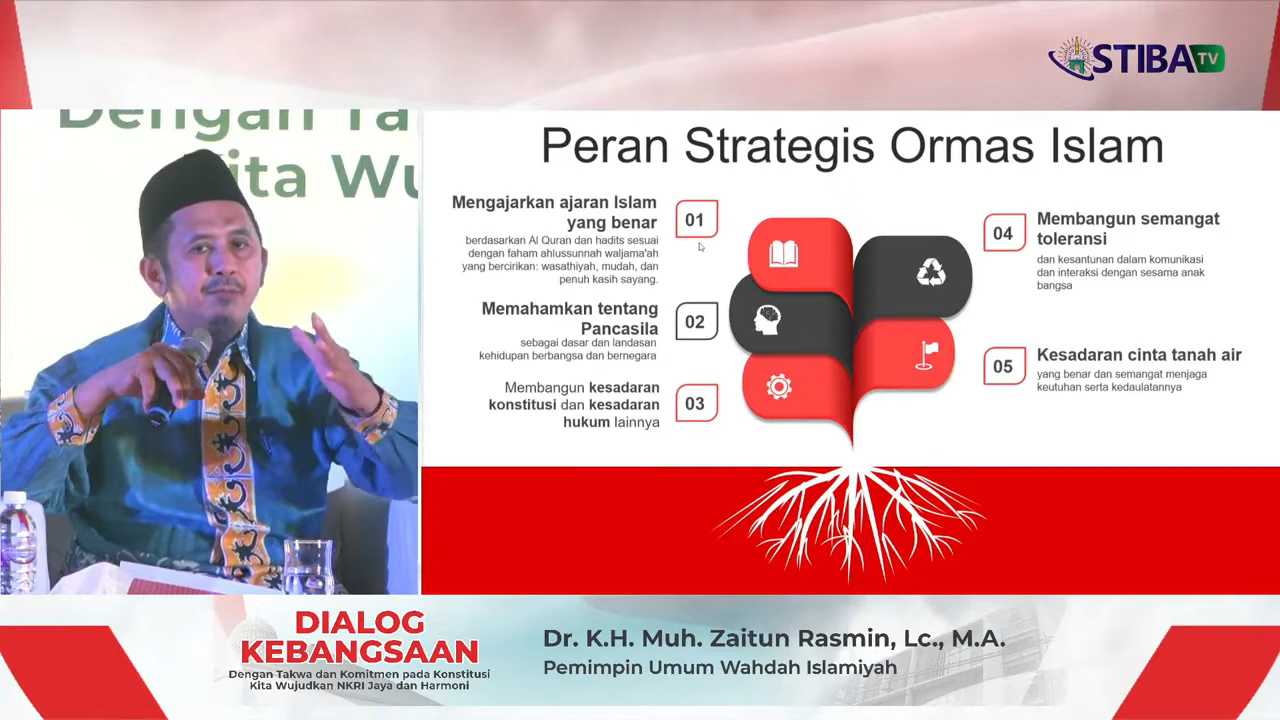 STIBA TV
Dengan Ta
Kita Wu
Peran Strategis Ormas Islam
Mengajarkan ajaran Islam
yang benar
berdasarkan Al Quran dan hadits sesuai
dengan faham ahlussunnah waljama'ah
yang bercirikan: wasathiyah, mudah, dan
penuh kasih sayang.
01
Memahamkan tentang
Pancasila
sebagai dasar dan landasan
kehidupan berbangsa dan bernegara
02
Membangun kesadaran
konstitusi dan kesadaran
hukum lainnya
03
04
Membangun semangat
toleransi
dan kesantunan dalam komunikasi
dan interaksi dengan sesama anak
bangsa
05
Kesadaran cinta tanah air
yang benar dan semangat menjaga
keutuhan serta kedaulatannya
DIALOG
KEBANGSAAN
Dengan Takwa dan Komitmen pada Konstitusi
Kita Wujudkan NKRI Jaya dan Harmoni
Dr. K.H. Muh. Zaitun Rasmin, Lc., M.A.
Pemimpin Umum Wahdah Islamiyah